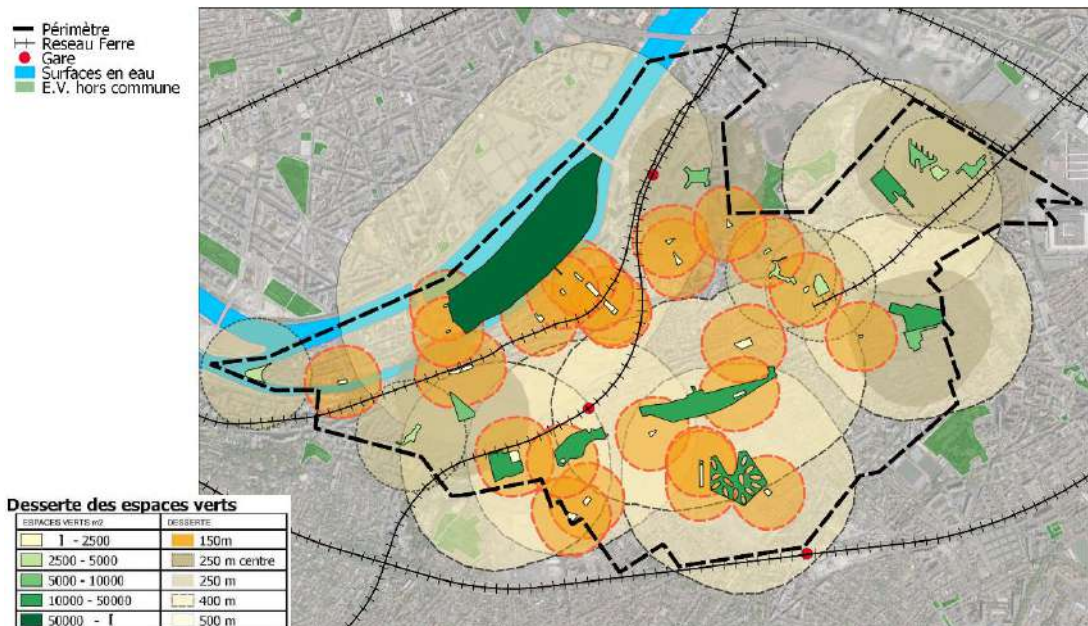 Périmètre
Reseau Ferre
Gare
Surfaces en eau
E.V. hors commune
Desserte des espaces verts
ESPACES VERTS m2 DESSERTE
I - 2500 150m
2500 - 5000 250 m centre
5000 - 10000 250 m
10000 - 50000 400 m
50000 - I 500 m